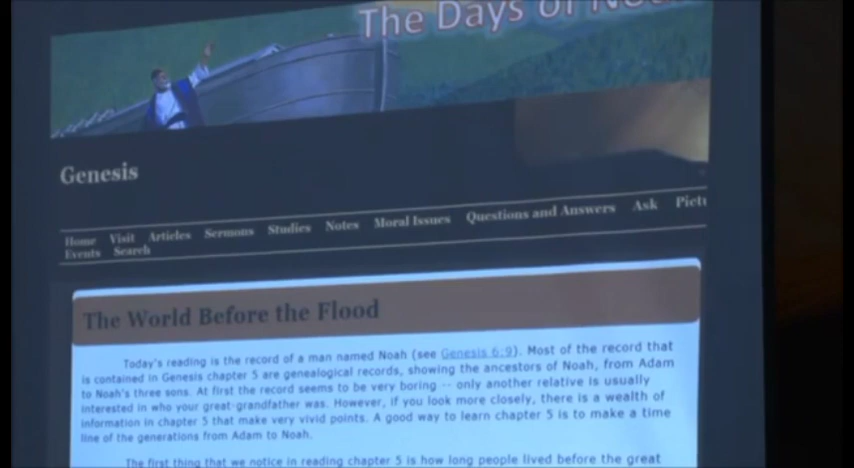 The Days of Noah
Genesis
Home Visit Articles Sermons Studies Notes Moral Issues Questions and Answers Ask
Events Search
The World Before the Flood
Today's reading is the record of a man named Noah (see Genesis 6:9). Most of the record that
is contained in Genesis chapter 5 are genealogical records, showing the ancestors of Noah, from Adam
to Noah's three sons. At first the record seems to be very boring -- only another relative is usually
interested in who your great-grandfather was. However, if you look more closely, there is a wealth of
information in chapter 5 that make very vivid points. A good way to learn chapter 5 is to make a time
line of the generations from Adam to Noah.
The first thing that we notice in reading chapter 5 is how long people lived before the great